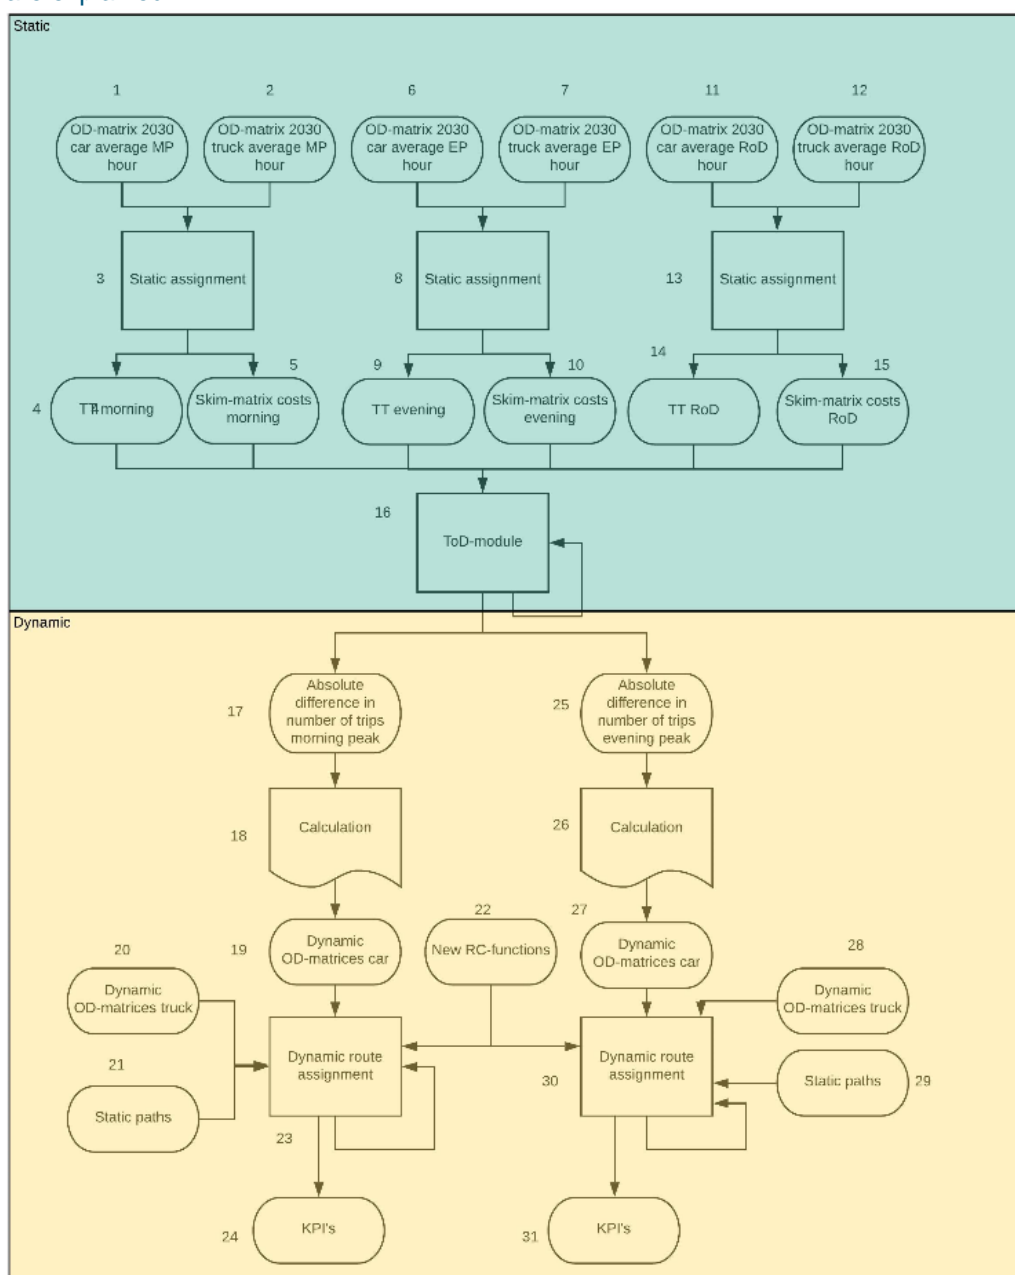 Static
1
2
6
7
11
12
OD-matrix 2030
car average MP
hour
OD-matrix 2030
truck average MP
hour
OD-matrix 2030
car average EP
hour
OD-matrix 2030
truck average EP
hour
OD-matrix 2030
car average RoD
hour
OD-matrix 2030
truck average RoD
hour
3
Static assignment
8
Static assignment
13
Static assignment
4
TT morning
5
Skim-matrix costs
morning
9
TT evening
10
Skim-matrix costs
evening
14
TT RoD
15
Skim-matrix costs
RoD
16
ToD-module
Dynamic
17
Absolute
difference in
number of trips
morning peak
25
Absolute
difference in
number of trips
evening peak
18
Calculation
26
Calculation
19
Dynamic
OD-matrices car
22
New RC-functions
27
Dynamic
OD-matrices car
20
Dynamic
OD-matrices truck
28
Dynamic
OD-matrices truck
21
Static paths
Dynamic route
assignment
23
30
Dynamic route
assignment
Static paths
29
24
KPI's
31
KPI's